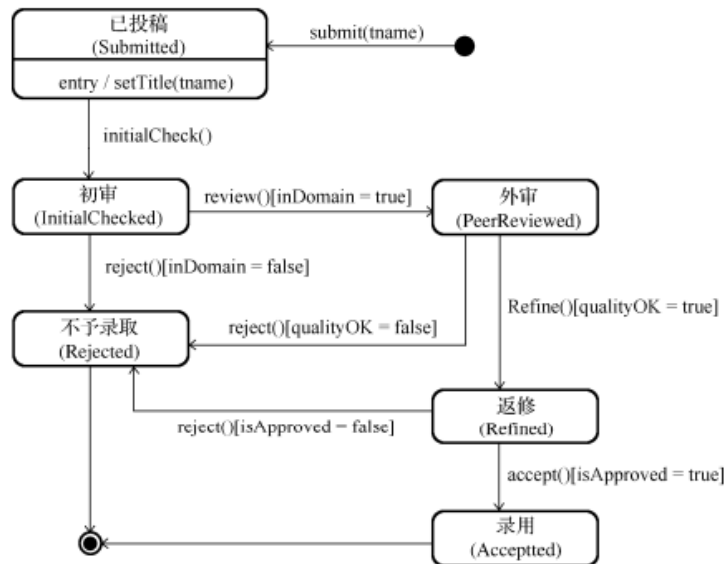 已投稿
(Submitted)
submit(tname)
entry / setTitle(tname)
initialCheck()
初审
(InitialChecked)
review()[inDomain = true]
外审
(PeerReviewed)
reject()[inDomain = false]
Refine()[qualityOK = true]
不予录取
(Rejected)
reject()[qualityOK = false]
返修
(Refined)
reject()[isApproved = false]
accept()[isApproved = true]
录用
(Acceptted)